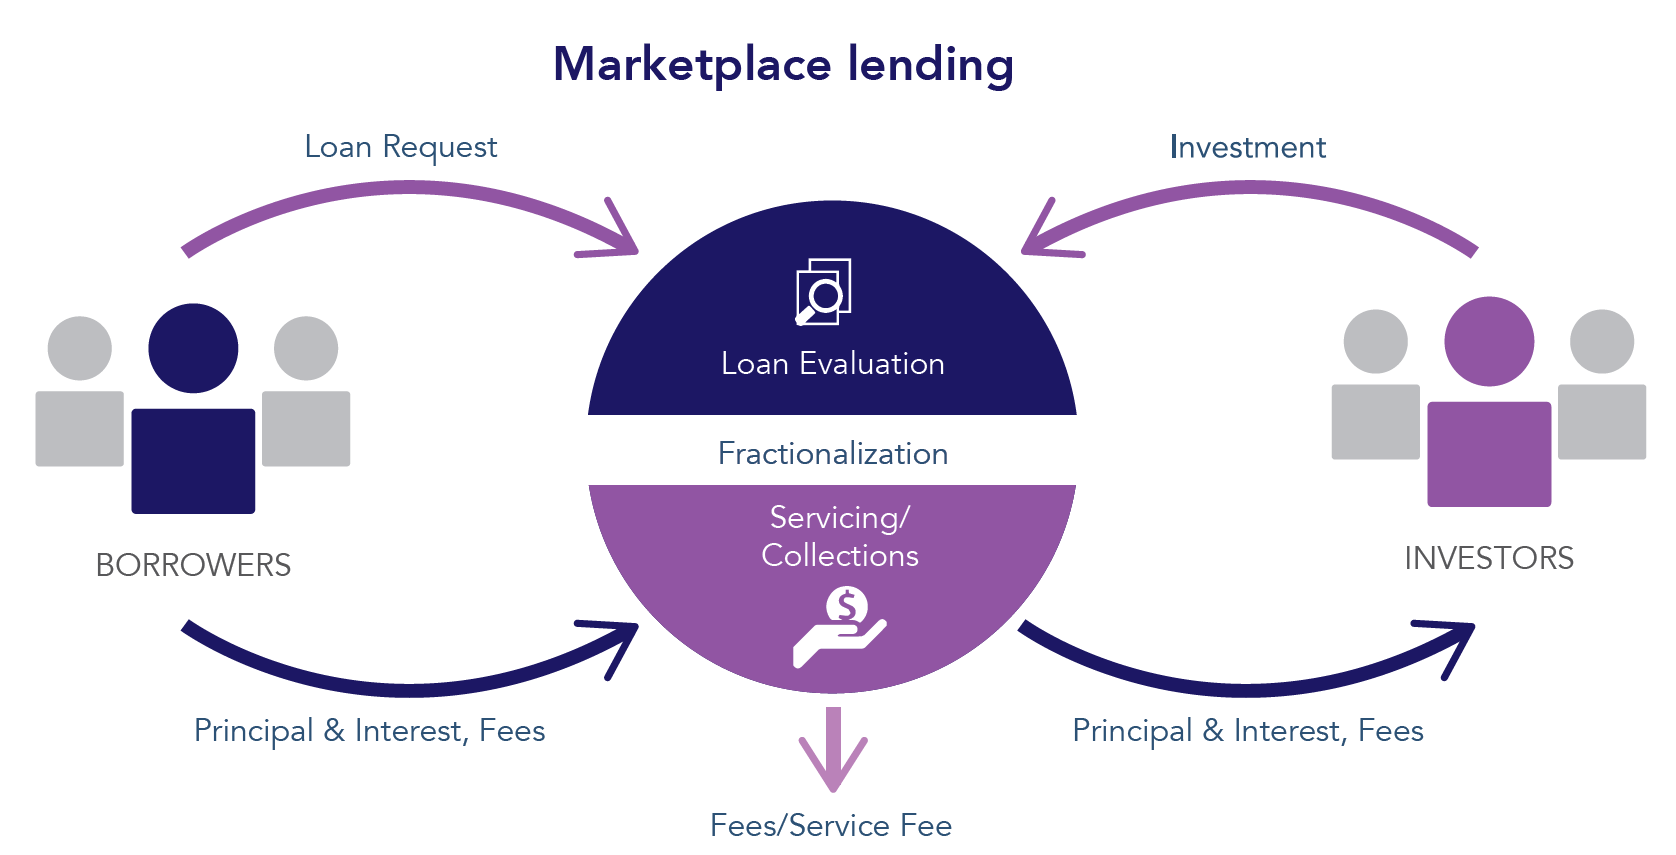 Marketplace lending
Loan Request
Investment
Loan Evaluation
Fractionalization
Servicing/
Collections
$
BORROWERS
INVESTORS
Principal & Interest, Fees
Principal & Interest, Fees
Fees/Service Fee